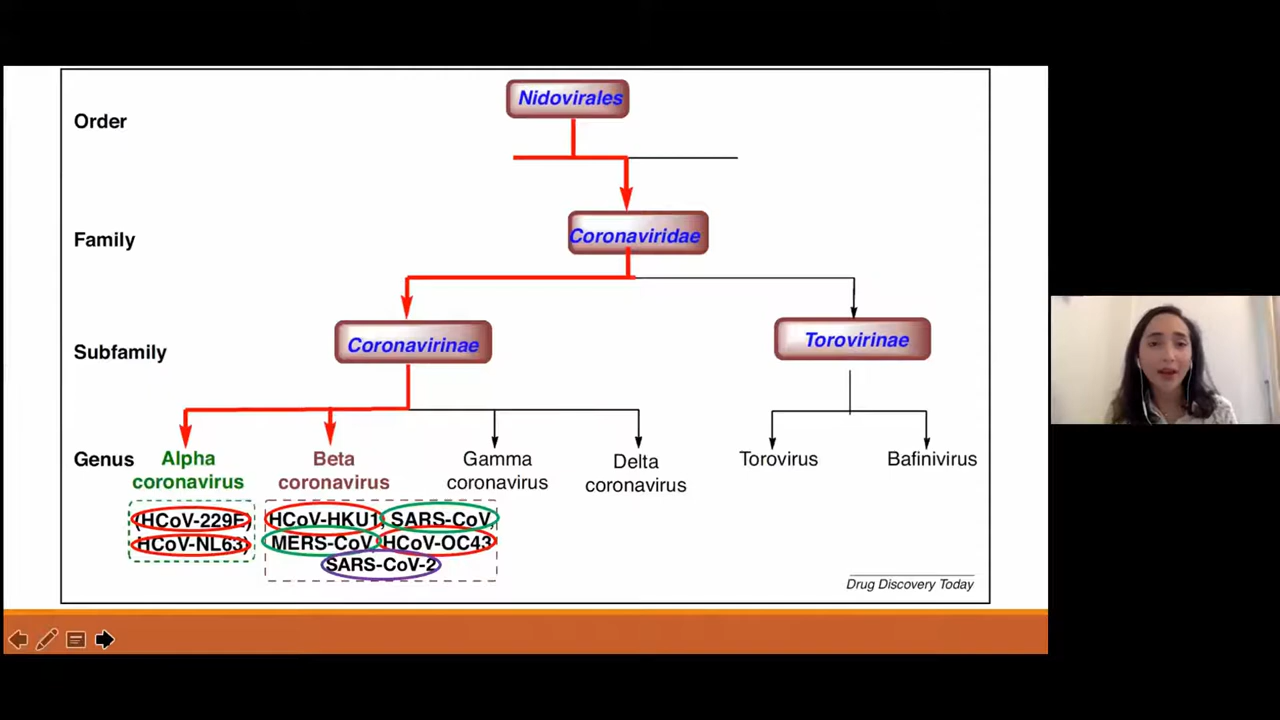 Nidovirales
Order
Coronaviridae
Family
Coronavirinae
Torovirinae
Subfamily
Genus
Alpha
coronavirus
Beta
coronavirus
Gamma
coronavirus
Delta
coronavirus
Torovirus
Bafinivirus
(HCoV-229E)
HCoV-NL63)
HCoV-HKU1, SARS-CoV,
MERS-CoV, HCoV-OC43
SARS-CoV-2
Drug Discovery Today